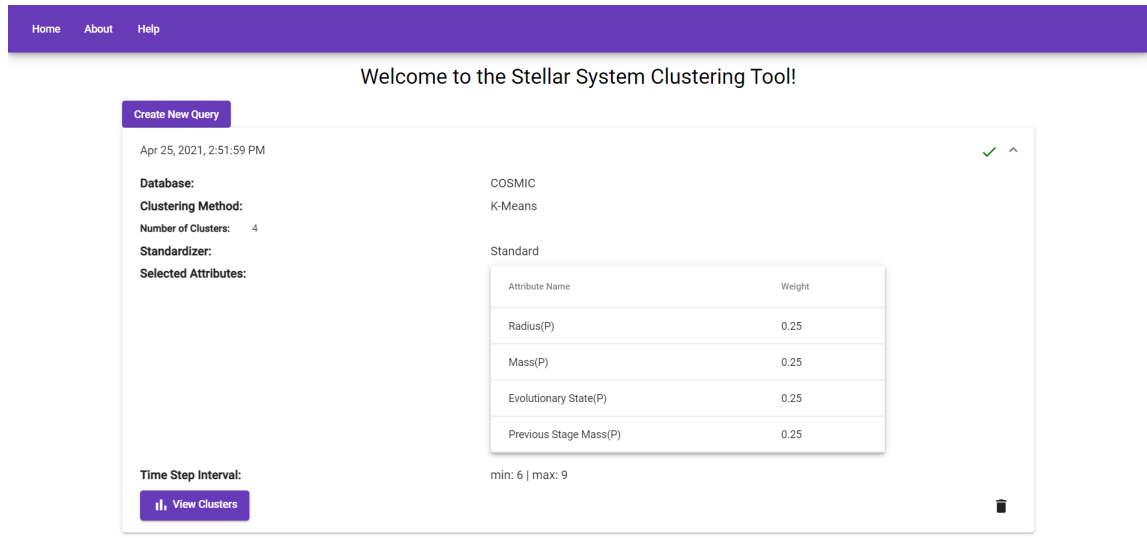 Home About Help
Welcome to the Stellar System Clustering Tool!
Create New Query
Apr 25, 2021, 2:51:59 PM
Database: COSMIC
Clustering Method: K-Means
Number of Clusters: 4
Standardizer: Standard
Selected Attributes:
Attribute Name Weight
Radius(P) 0.25
Mass(P) 0.25
Evolutionary State(P) 0.25
Previous Stage Mass(P) 0.25
Time Step Interval: min: 6 | max: 9
View Clusters